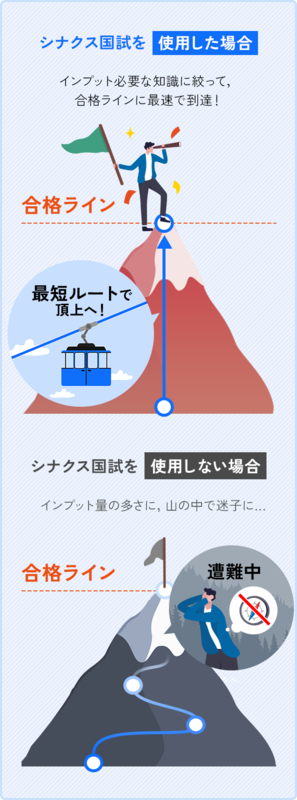 シナクス国試を 使用した場合
インプット必要な知識に絞って,
合格ラインに最速で到達！
合格ライン
最短ルートで
頂上へ！
シナクス国試を 使用しない場合
インプット量の多さに, 山の中で迷子に…
合格ライン
遭難中